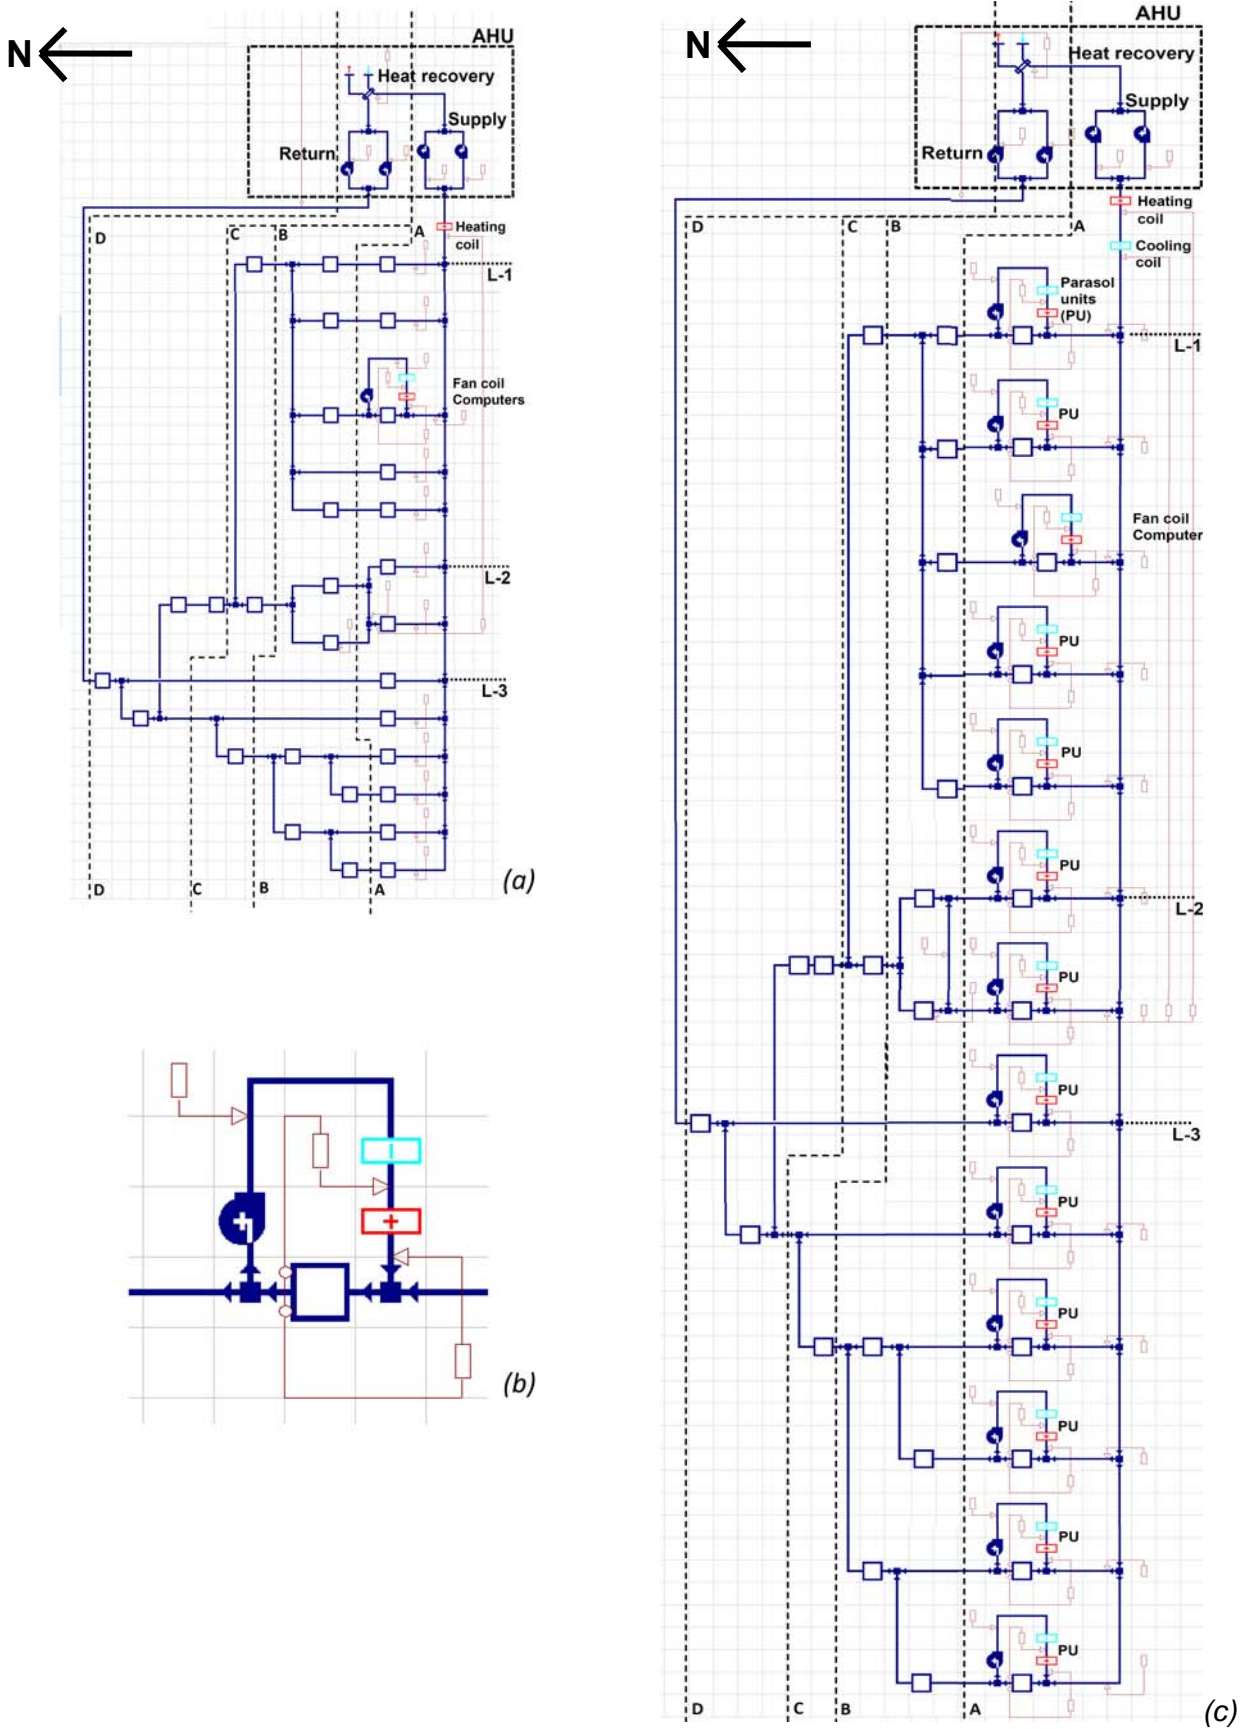 N
AHU
Heat recovery
Supply
Return
D
C
B
A
Heating
coil
L-1
Fan coil
Computers
L-2
L-3
D
C
B
A
(a)
(b)
N
AHU
Heat recovery
Supply
Return
Heating
coil
D
C
B
A
Cooling
coil
Parasol
units
(PU)
L-1
PU
Fan coil
Computer
PU
PU
PU
L-2
PU
PU
L-3
PU
PU
PU
PU
PU
D
C
B
A
(c)